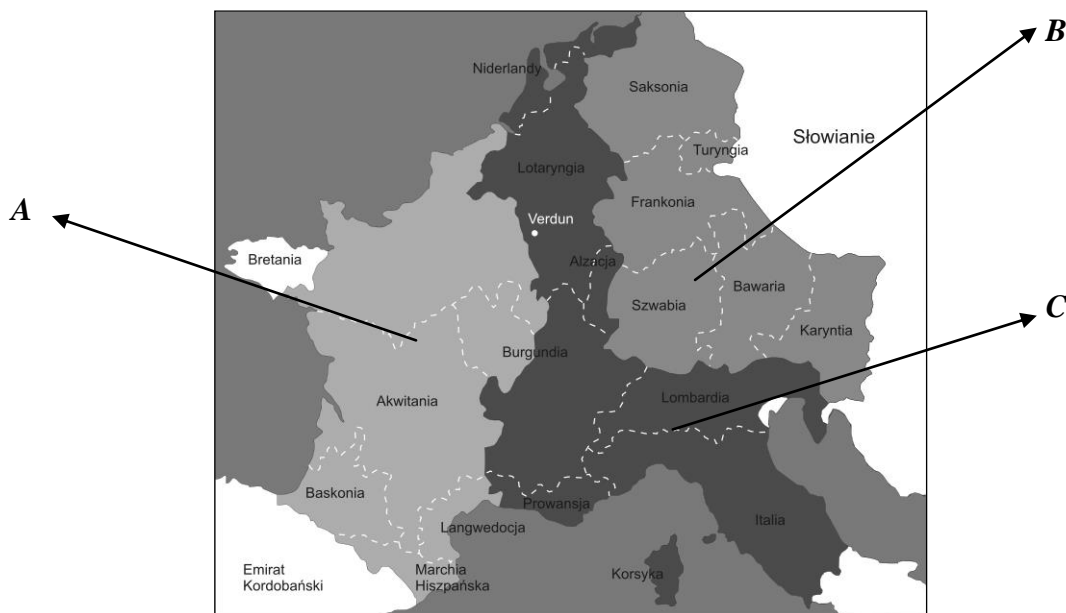 B
Niderlandy
Saksonia
Słowianie
Turyngia
Lotaryngia
Frankonia
A
Verdun
Bretania
Alzacja
Bawaria
Szwabia
C
Karyntia
Burgundia
Akwitania
Lombardia
Baskonia
Prowansja
Langwedocja
Italia
Emirat
Kordobański
Marchia
Hiszpańska
Korsyka